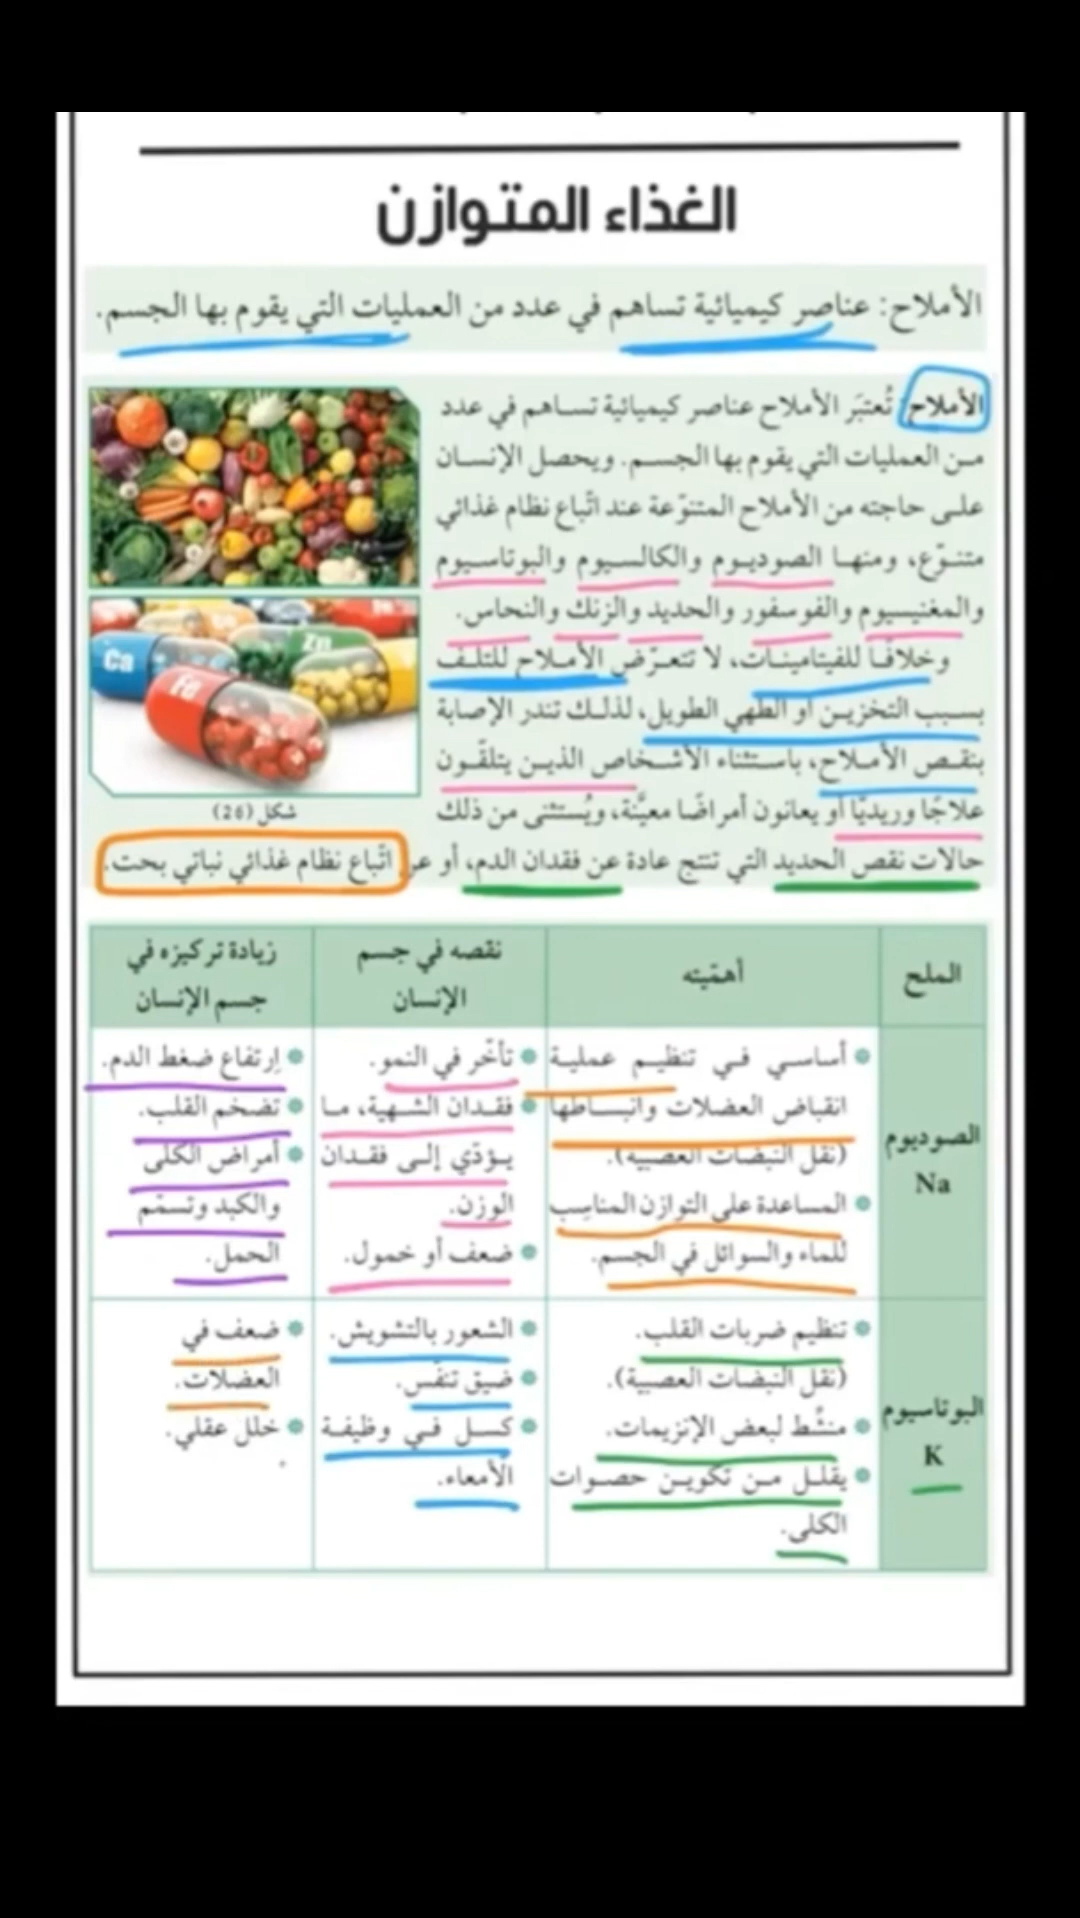 الغذاء المتوازن
الأملاح: عناصر كيميائية تساهم في عدد من العمليات التي يقوم بها الجسم.
الأملاح: تُعتبَر الأملاح عناصر كيميائية تساهم في عدد
من العمليات التي يقوم بها الجسم. ويحصل الإنسان
على حاجته من الأملاح المتنوّعة عند اتّباع نظام غذائي
متنوّع، ومنها الصوديوم والكالسيوم والبوتاسيوم
والمغنيسيوم والفوسفور والحديد والزنك والنحاس.
وخلافًا للفيتامينات، لا تتعرّض الأملاح للتلف
بسبب التخزين أو الطهي الطويل، لذلك تندر الإصابة
بنقص الأملاح، باستثناء الأشخاص الذين يتلقّون
علاجًا وريديًّا أو يعانون أمراضًا معيَّنة، ويُستثنى من ذلك
حالات نقص الحديد التي تنتج عادة عن فقدان الدم، أو عن اتّباع نظام غذائي نباتي بحت.
Ca
Zn
Fe
شكل (26)
الملح
أهمّيته
نقصه في جسم
الإنسان
زيادة تركيزه في
جسم الإنسان
الصوديوم
Na
أساسي في تنظيم عملية
انقباض العضلات وانبساطها
(نقل النبضات العصبية).
المساعدة على التوازن المناسِب
للماء والسوائل في الجسم.
تأخّر في النمو.
فقدان الشهية، ما
يؤدّي إلى فقدان
الوزن.
ضعف أو خمول.
اِرتفاع ضغط الدم.
تضخم القلب.
أمراض الكلى
والكبد وتسمّم
الحمل.
البوتاسيوم
K
تنظيم ضربات القلب.
(نقل النبضات العصبية).
منشِّط لبعض الإنزيمات.
يقلل من تكوين حصوات
الكلى.
الشعور بالتشويش.
ضيق تنفّس.
كسل في وظيفة
الأمعاء.
ضعف في
العضلات.
خلل عقلي.